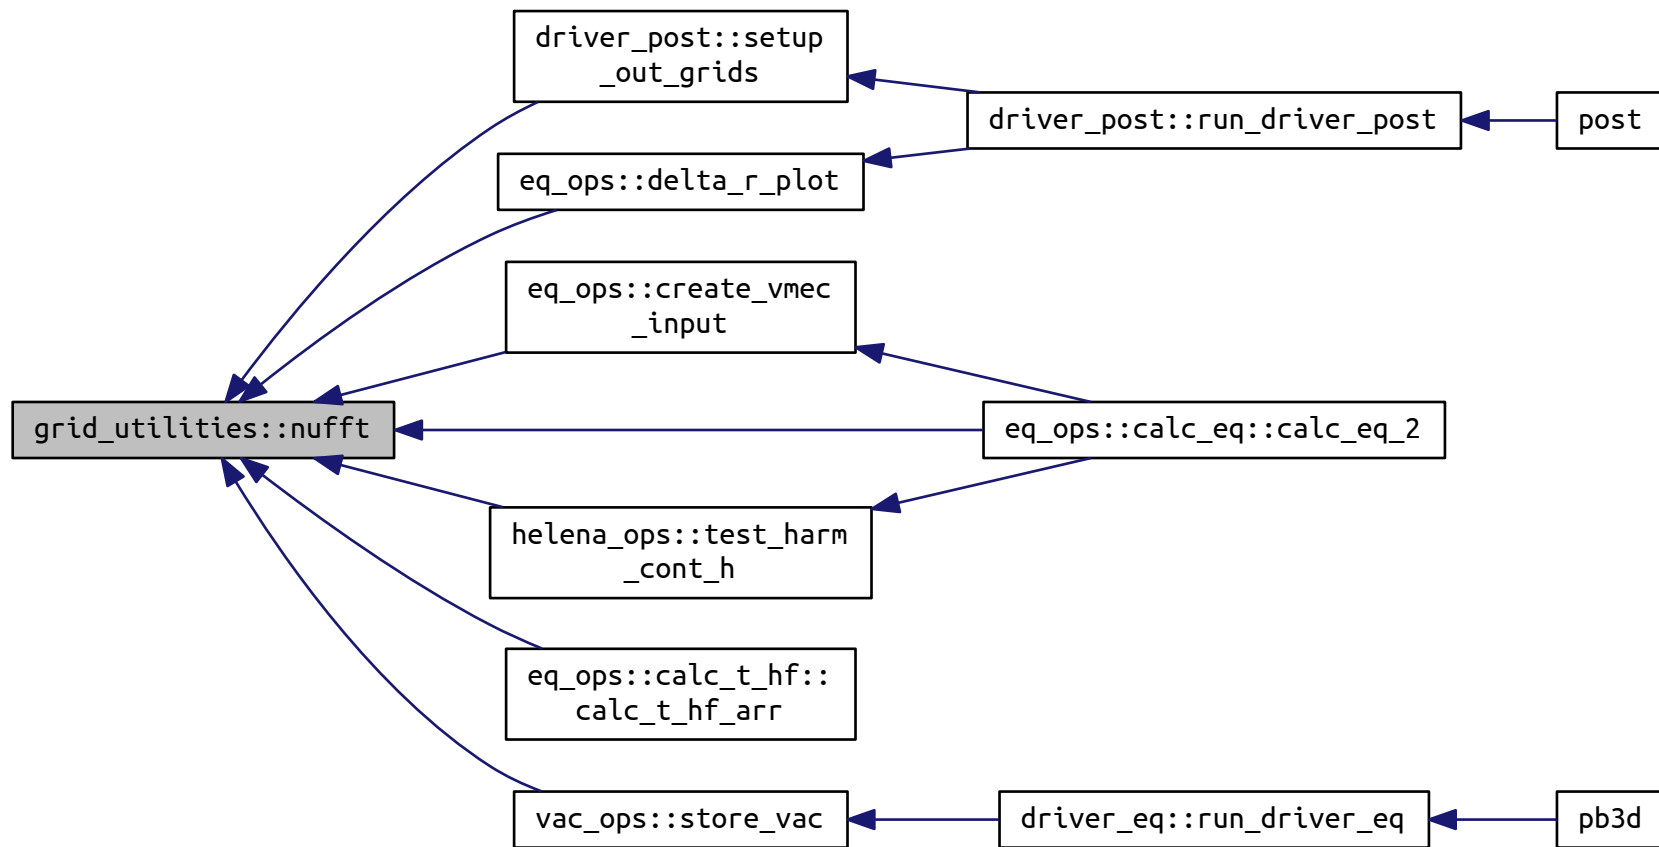 driver_post::setup
_out_grids
driver_post::run_driver_post
post
eq_ops::delta_r_plot
eq_ops::create_vmec
_input
grid_utilities::nufft
eq_ops::calc_eq::calc_eq_2
helena_ops::test_harm
_cont_h
eq_ops::calc_t_hf::
calc_t_hf_arr
vac_ops::store_vac
driver_eq::run_driver_eq
pb3d